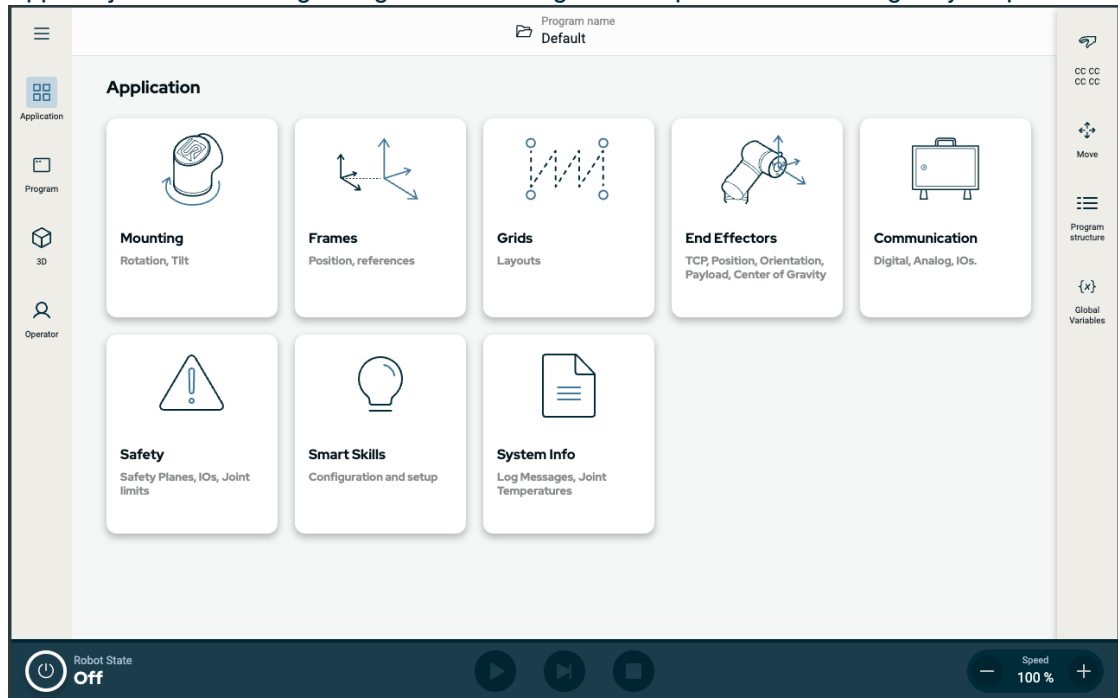 Program name
Default
Application
Program
3D
Operator
Application
Mounting
Rotation, Tilt
Frames
Position, references
Grids
Layouts
End Effectors
TCP, Position, Orientation,
Payload, Center of Gravity
Communication
Digital, Analog, IOs.
Safety
Safety Planes, IOs, Joint
limits
Smart Skills
Configuration and setup
System Info
Log Messages, Joint
Temperatures
CC CC
CC CC
Move
Program
structure
{x}
Global
Variables
Robot State
Off
Speed
100 %